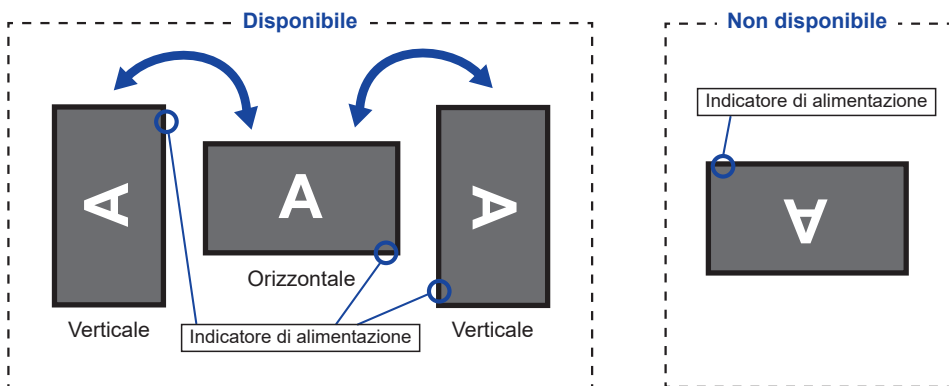 Disponibile
A
A
A
Orizzontale
Verticale
Indicatore di alimentazione
Verticale
Non disponibile
Indicatore di alimentazione
A